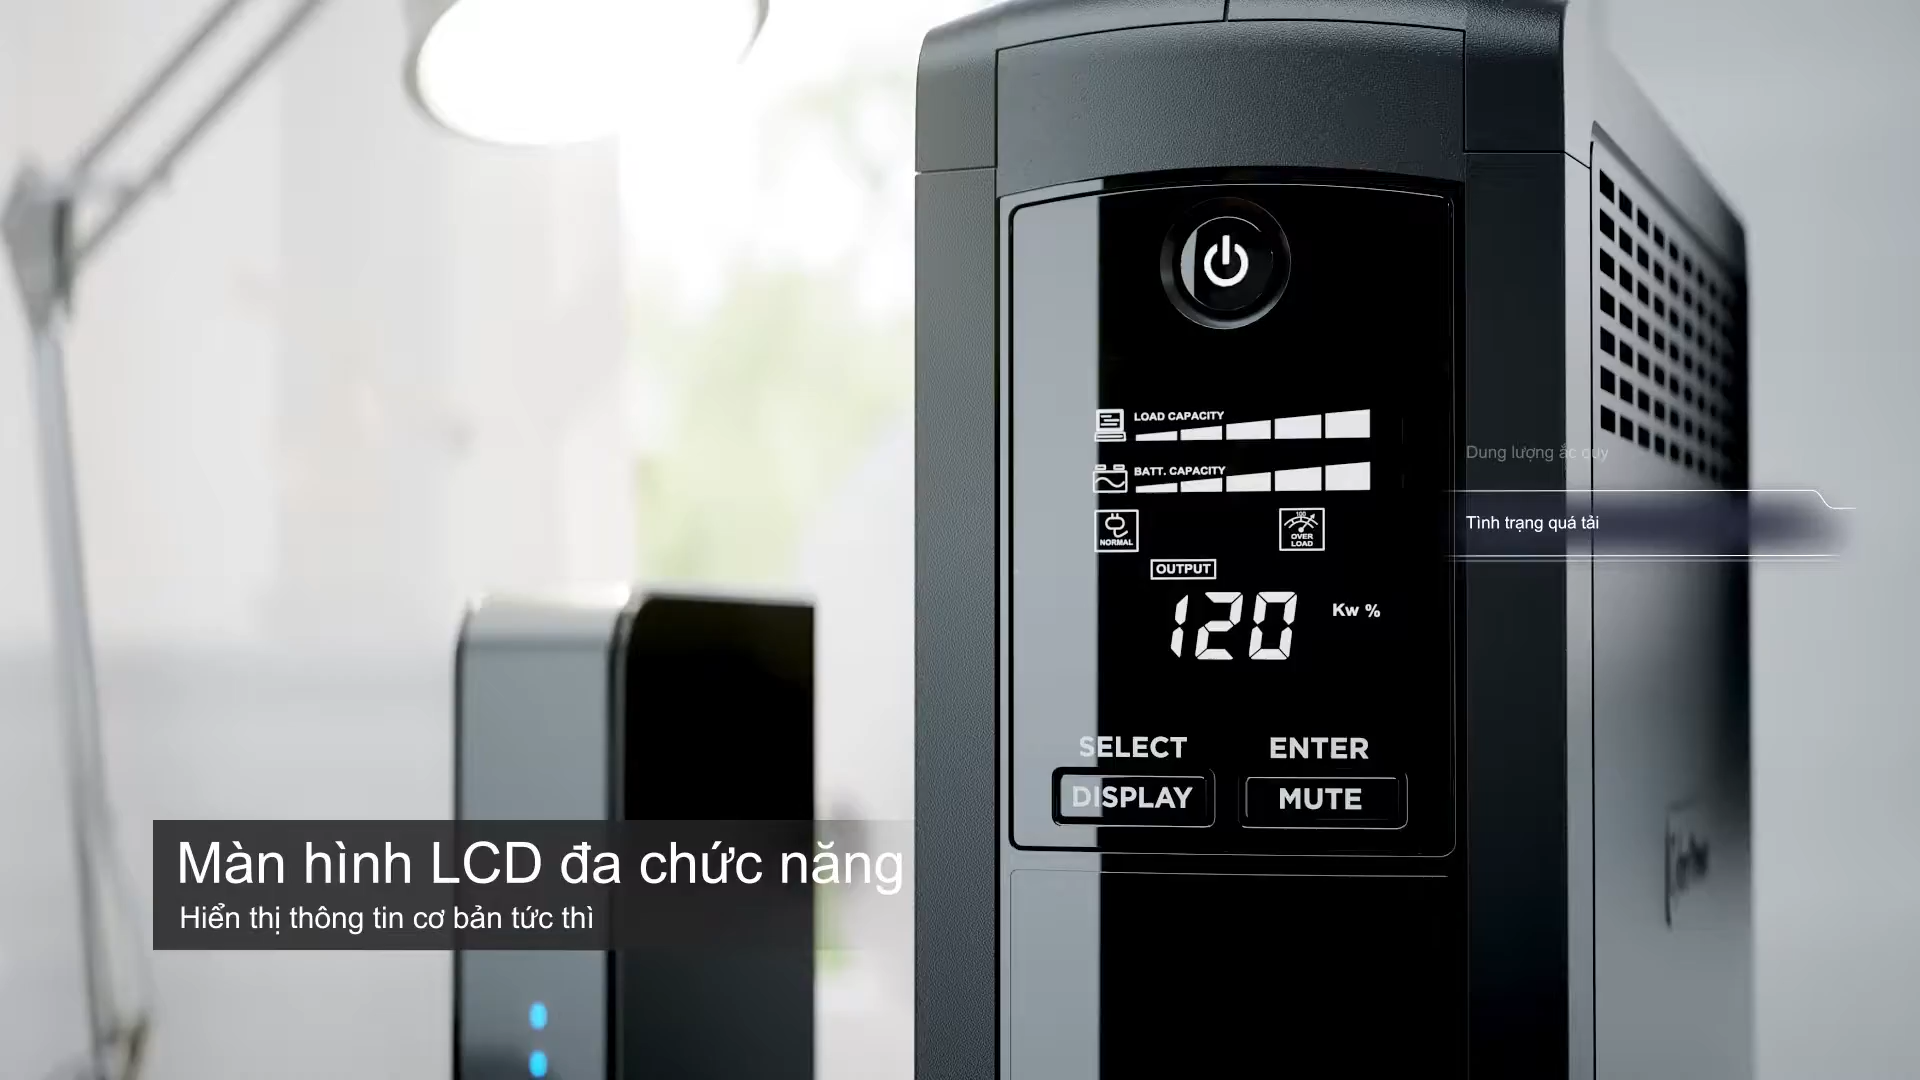 LOAD CAPACITY
BATT. CAPACITY
Dung lượng ắc quy
NORMAL
100
OVER
LOAD
Tình trạng quá tải
OUTPUT
120 Kw %
SELECT ENTER
DISPLAY MUTE
Màn hình LCD đa chức năng
Hiển thị thông tin cơ bản tức thì